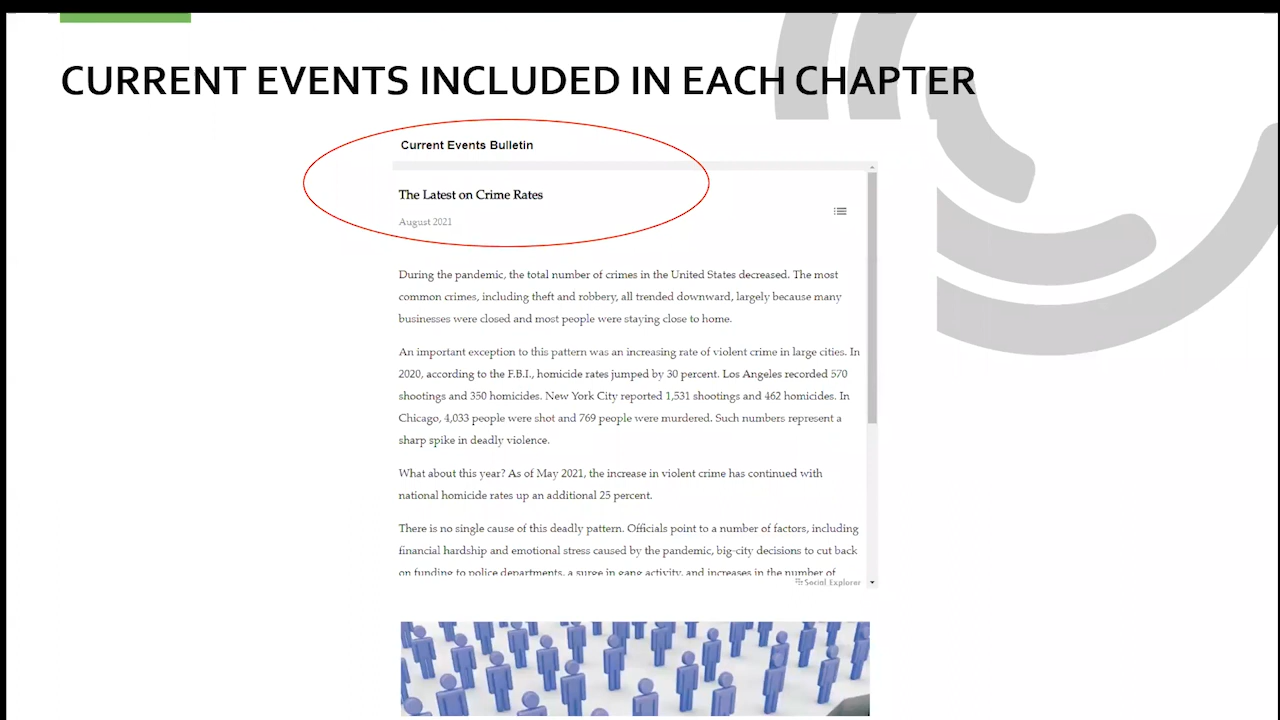 CURRENT EVENTS INCLUDED IN EACH CHAPTER
Current Events Bulletin
The Latest on Crime Rates
August 2021
During the pandemic, the total number of crimes in the United States decreased. The most
common crimes, including theft and robbery, all trended downward, largely because many
businesses were closed and most people were staying close to home.
An important exception to this pattern was an increasing rate of violent crime in large cities. In
2020, according to the F.B.I., homicide rates jumped by 30 percent. Los Angeles recorded 570
shootings and 350 homicides. New York City reported 1,531 shootings and 462 homicides. In
Chicago, 4,033 people were shot and 769 people were murdered. Such numbers represent a
sharp spike in deadly violence.
What about this year? As of May 2021, the increase in violent crime has continued with
national homicide rates up an additional 25 percent.
There is no single cause of this deadly pattern. Officials point to a number of factors, including
financial hardship and emotional stress caused by the pandemic, big-city decisions to cut back
on funding to police departments, a surge in gang activity, and increases in the number of
Social Explorer